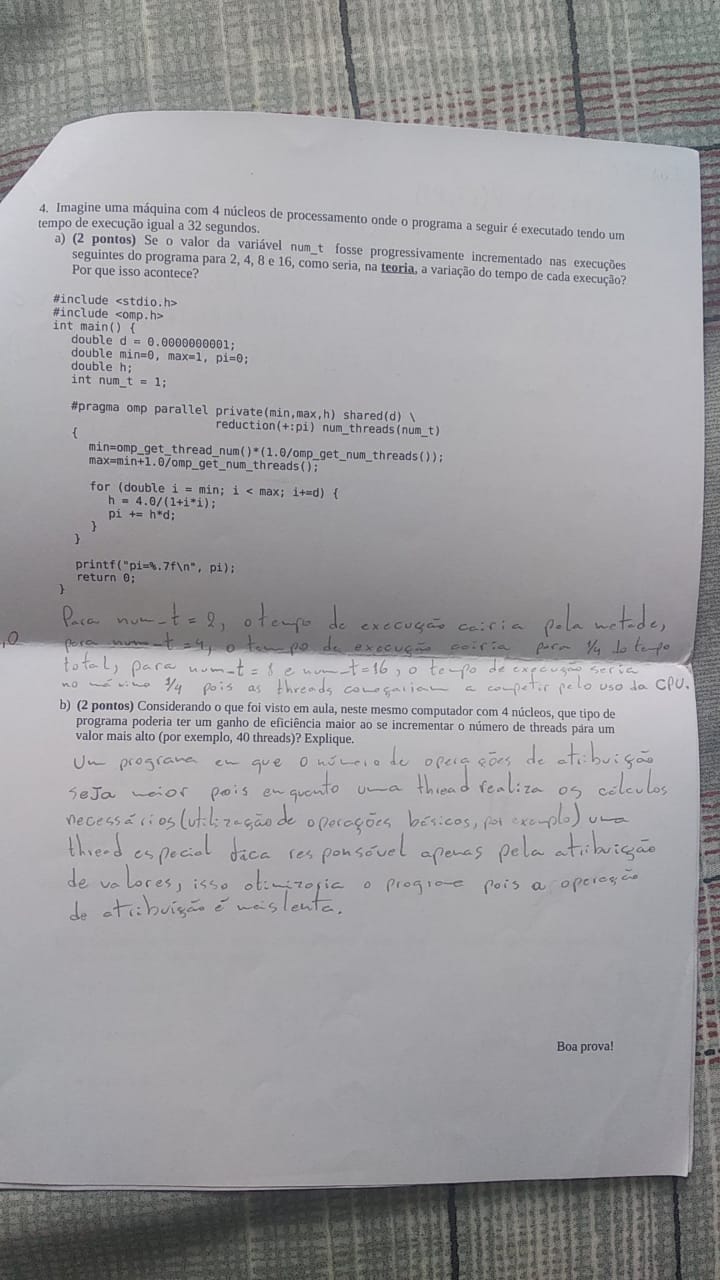 4. Imagine uma máquina com 4 núcleos de processamento onde o programa a seguir é executado tendo um
tempo de execução igual a 32 segundos.
a) (2 pontos) Se o valor da variável num_t fosse progressivamente incrementado nas execuções
seguintes do programa para 2, 4, 8 e 16, como seria, na teoria, a variação do tempo de cada execução?
Por que isso acontece?
#include <stdio.h>
#include <omp.h>
int main() {
double d = 0.0000000001;
double min=0, max=1, pi=0;
double h;
int num_t = 1;
#pragma omp parallel private(min,max,h) shared(d) \
reduction(+:pi) num_threads(num_t)
{
min=omp_get_thread_num()*(1.0/omp_get_num_threads());
max=min+1.0/omp_get_num_threads();
for (double i = min; i < max; i+=d) {
h = 4.0/(1+i*i);
pi += h*d;
}
}
printf("pi=%.7f\n", pi);
return 0;
}
Para num_t = 2, o tempo de execução cairia pela metade,
,0
para num_t = 4, o tempo de execução cairia para 1/4 do tempo
total, para num_t = 8 e num_t = 16, o tempo de execução seria
no máximo 1/4 pois as threads começariam a competir pelo uso da CPU.
b) (2 pontos) Considerando o que foi visto em aula, neste mesmo computador com 4 núcleos, que tipo de
programa poderia ter um ganho de eficiência maior ao se incrementar o número de threads para um
valor mais alto (por exemplo, 40 threads)? Explique.
Um programa em que o número de operações de atribuição
seja maior pois enquanto uma thread realiza os cálculos
necessários (utilização de operações básicos, por exemplo) uma
thread especial fica responsável apenas pela atribuição
de valores, isso otimizaria o programa pois a operação
de atribuição é mais lenta.
Boa prova!